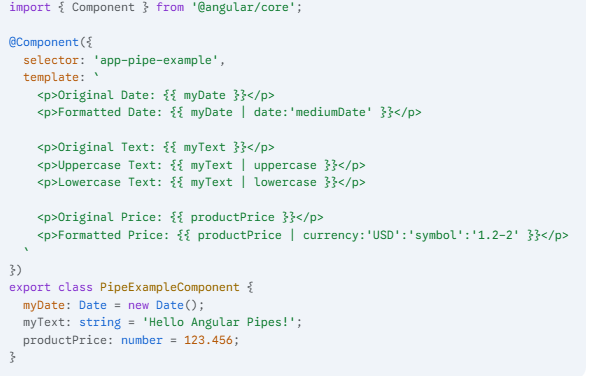 import { Component } from '@angular/core';

@Component({
  selector: 'app-pipe-example',
  template: `
    <p>Original Date: {{ myDate }}</p>
    <p>Formatted Date: {{ myDate | date:'mediumDate' }}</p>

    <p>Original Text: {{ myText }}</p>
    <p>Uppercase Text: {{ myText | uppercase }}</p>
    <p>Lowercase Text: {{ myText | lowercase }}</p>

    <p>Original Price: {{ productPrice }}</p>
    <p>Formatted Price: {{ productPrice | currency:'USD':'symbol':'1.2-2' }}</p>
  `
})
export class PipeExampleComponent {
  myDate: Date = new Date();
  myText: string = 'Hello Angular Pipes!';
  productPrice: number = 123.456;
}